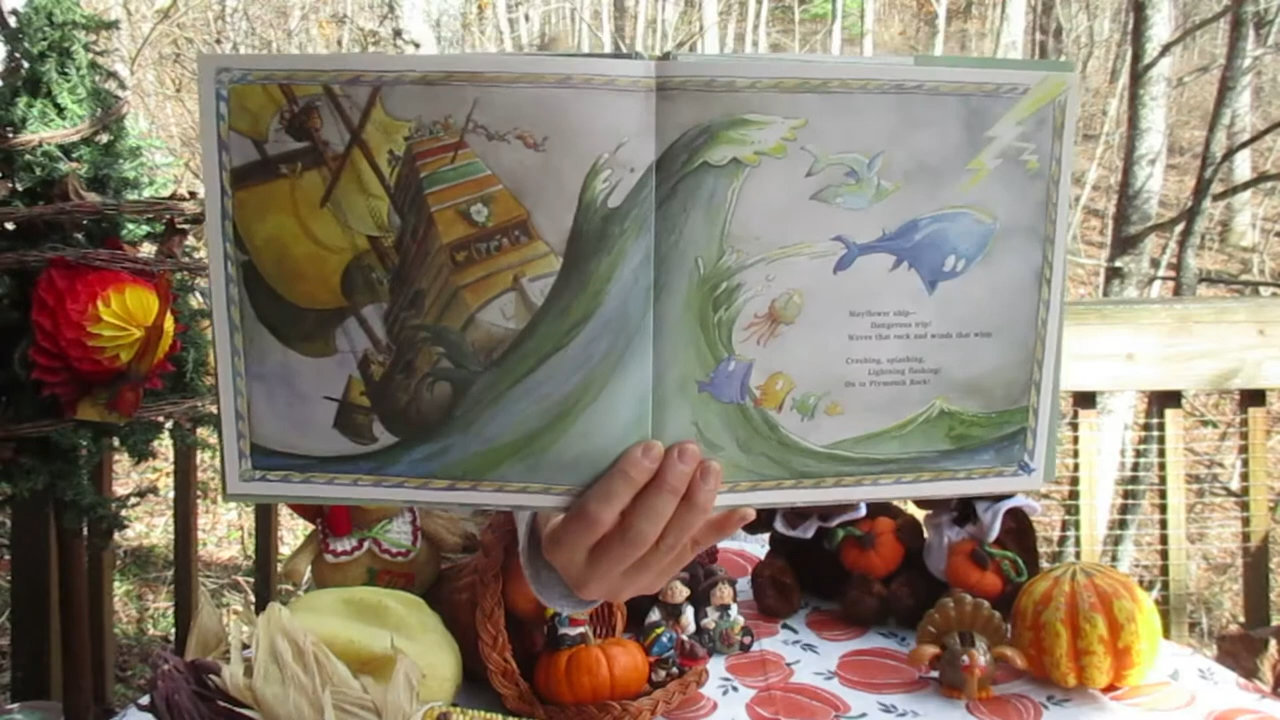 Mayflower ship—
Dangerous trip!
Waves that rock and winds that whip
Crashing, splashing,
Lightning flashing!
On to Plymouth Rock!